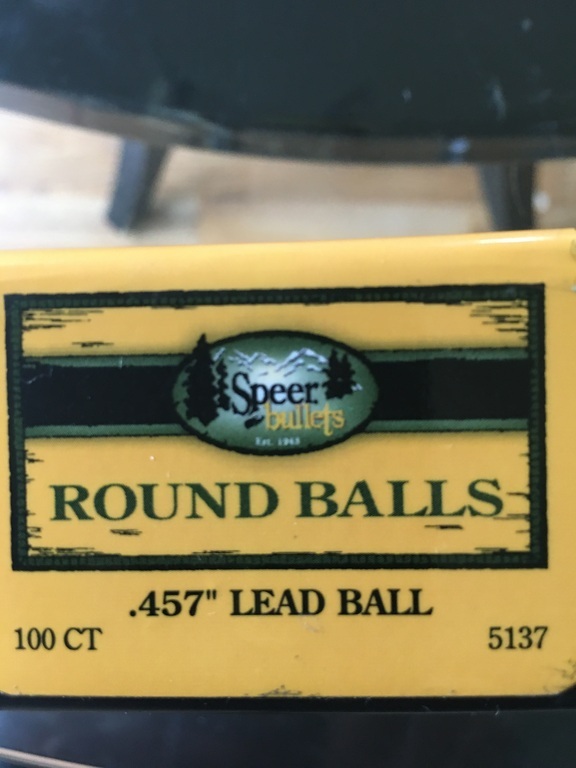 Speer
bullets
Est. 1943
ROUND BALLS
.457" LEAD BALL
100 CT
5137